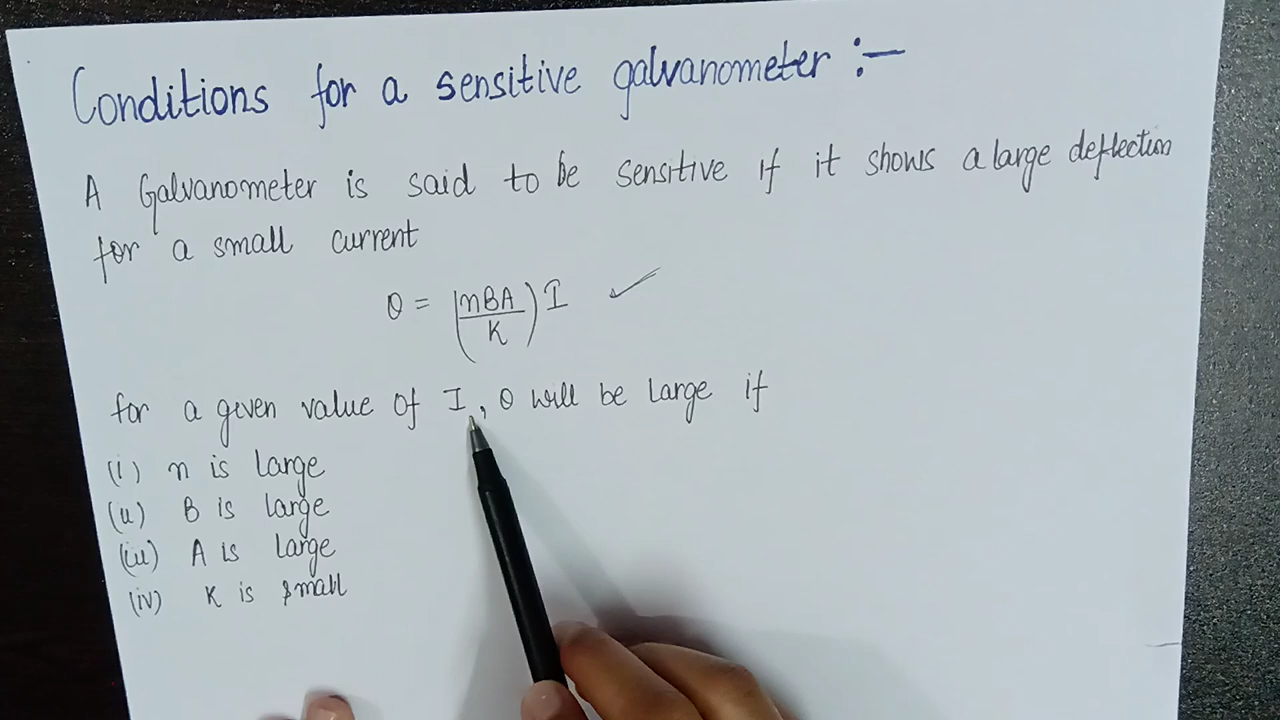 Conditions for a sensitive galvanometer :-
A Galvanometer is said to be sensitive if it shows a large deflection
for a small current
θ = (nBA/K) I ✓
for a given value of I, θ will be large if
(i) n is large
(ii) B is large
(iii) A is large
(iv) K is small